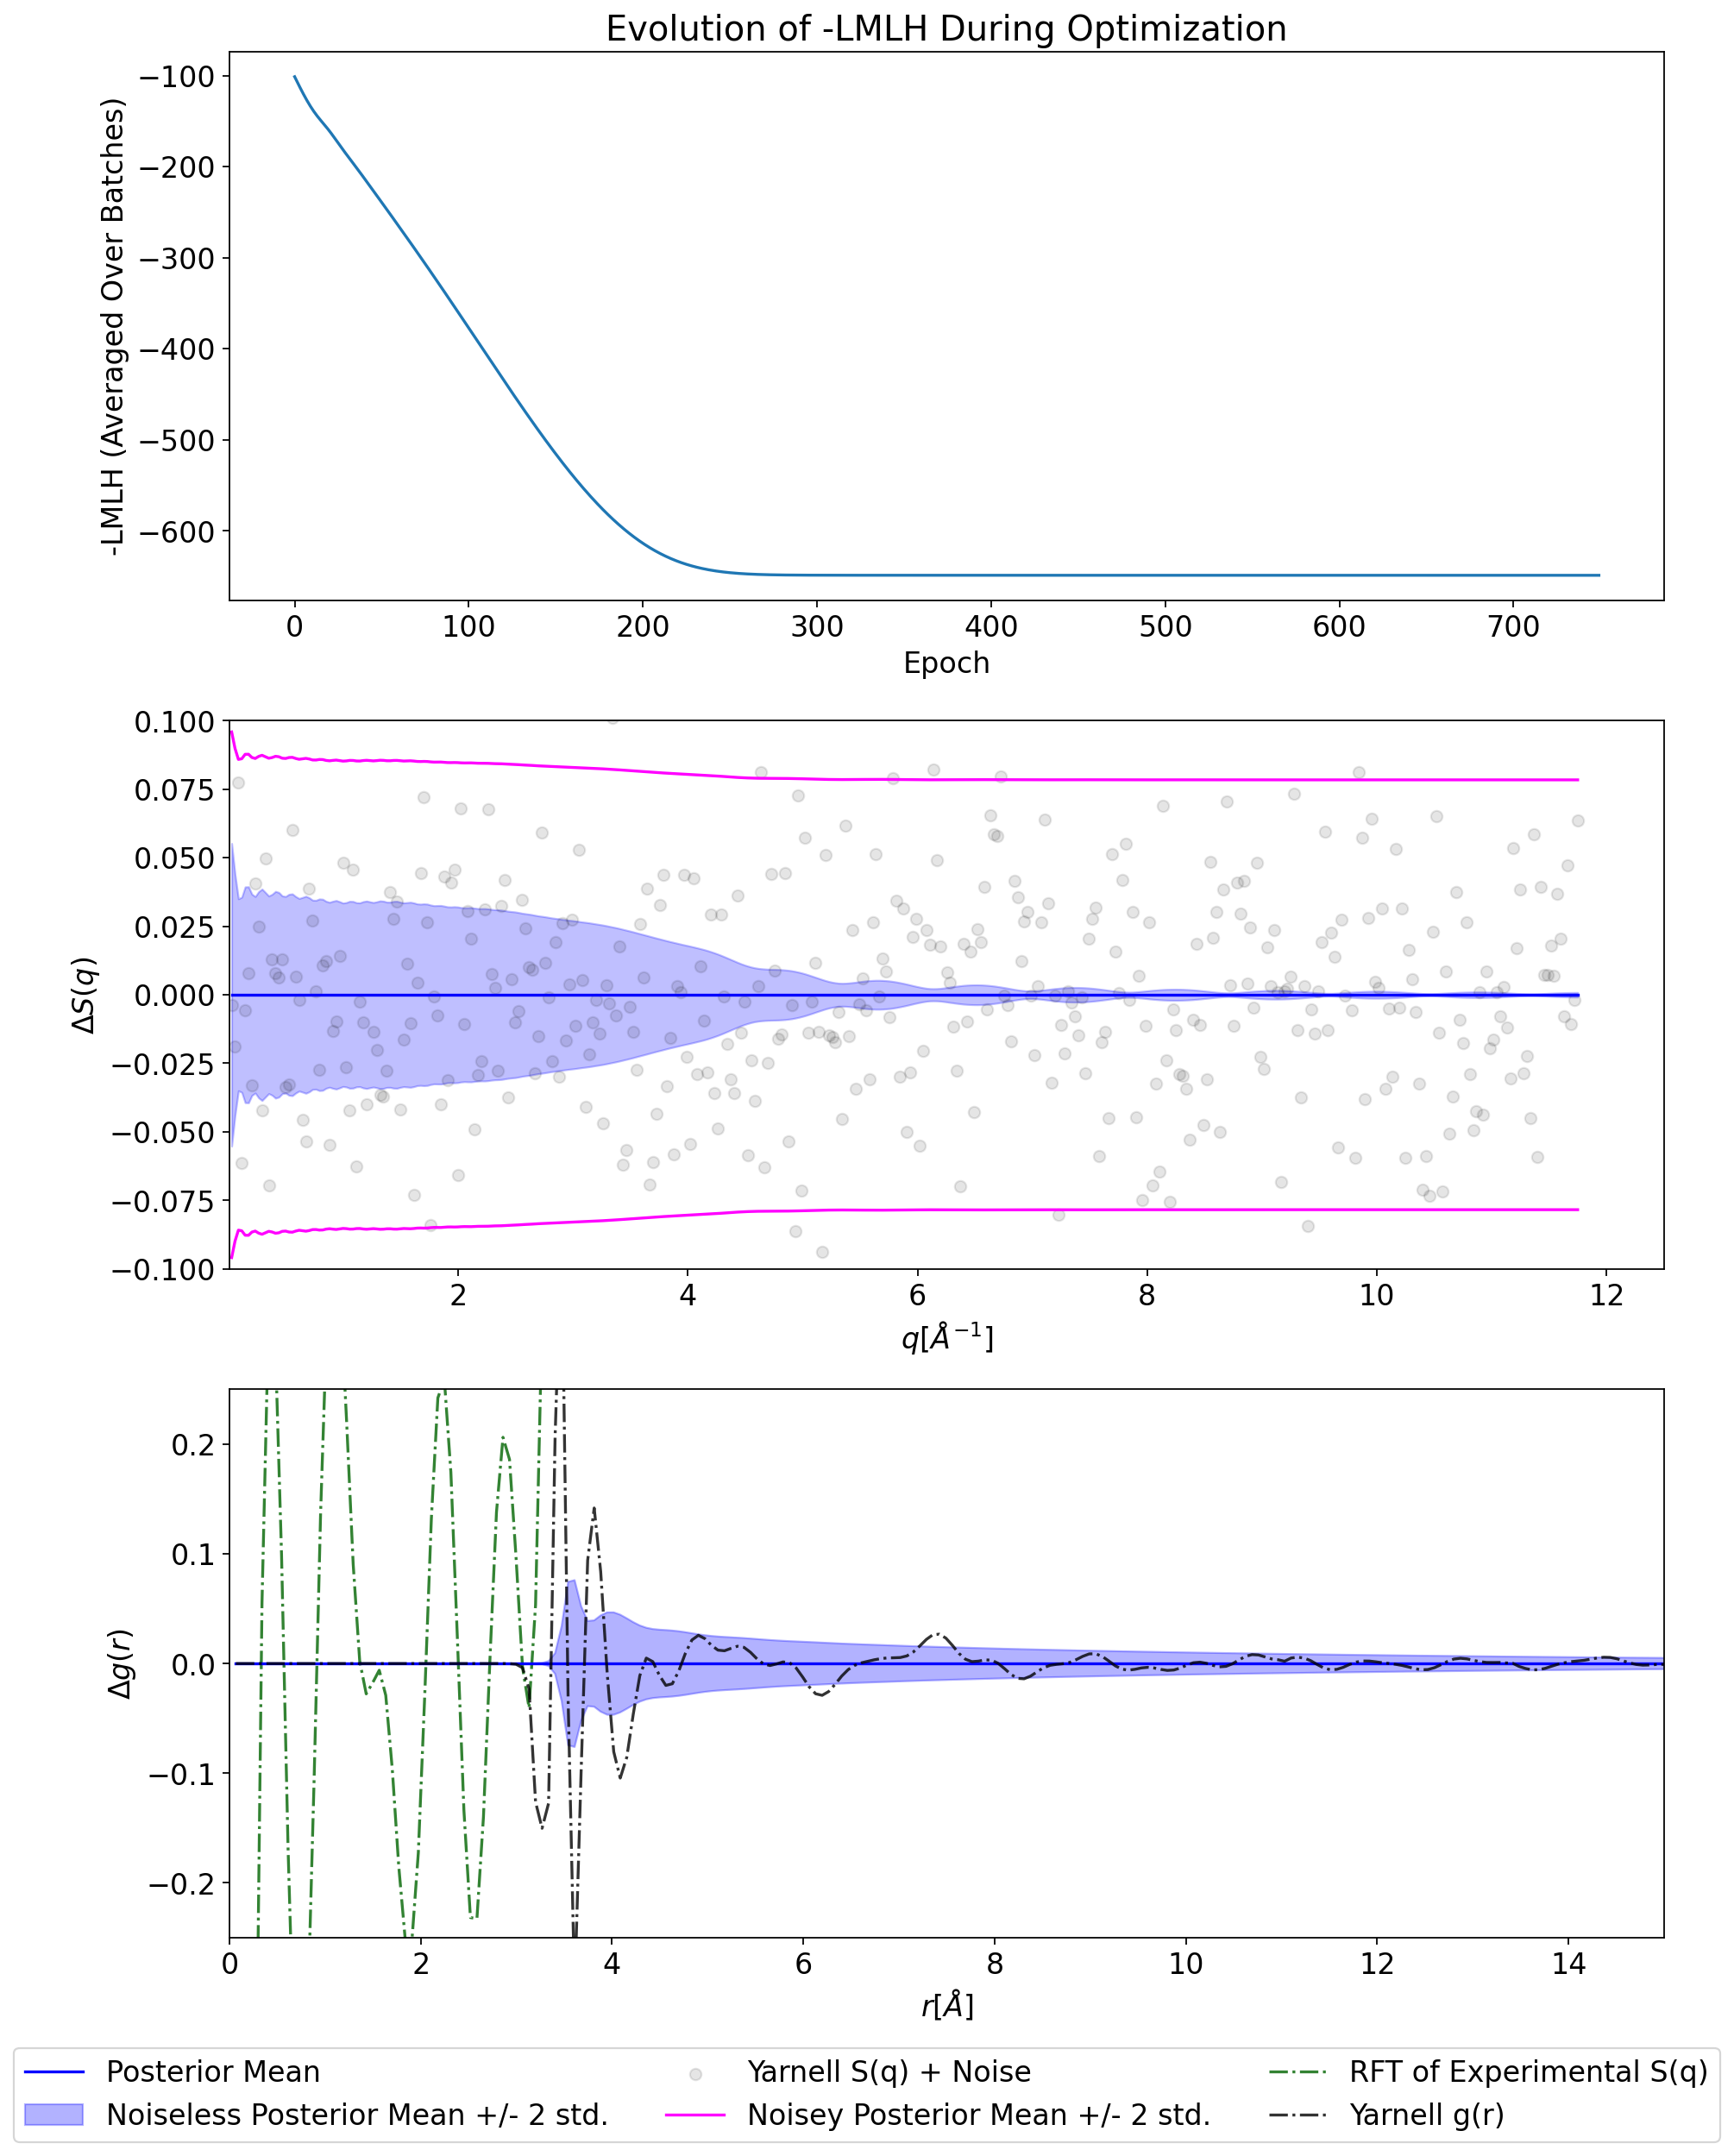 Evolution of -LMLH During Optimization
-LMLH (Averaged Over Batches)
−100
−200
−300
−400
−500
−600
0 100 200 300 400 500 600 700
Epoch
ΔS(q)
0.100
0.075
0.050
0.025
0.000
−0.025
−0.050
−0.075
−0.100
2 4 6 8 10 12
q[Å⁻¹]
Δg(r)
0.2
0.1
0.0
−0.1
−0.2
0 2 4 6 8 10 12 14
r[Å]
Posterior Mean
Noiseless Posterior Mean +/- 2 std.
Yarnell S(q) + Noise
Noisey Posterior Mean +/- 2 std.
RFT of Experimental S(q)
Yarnell g(r)